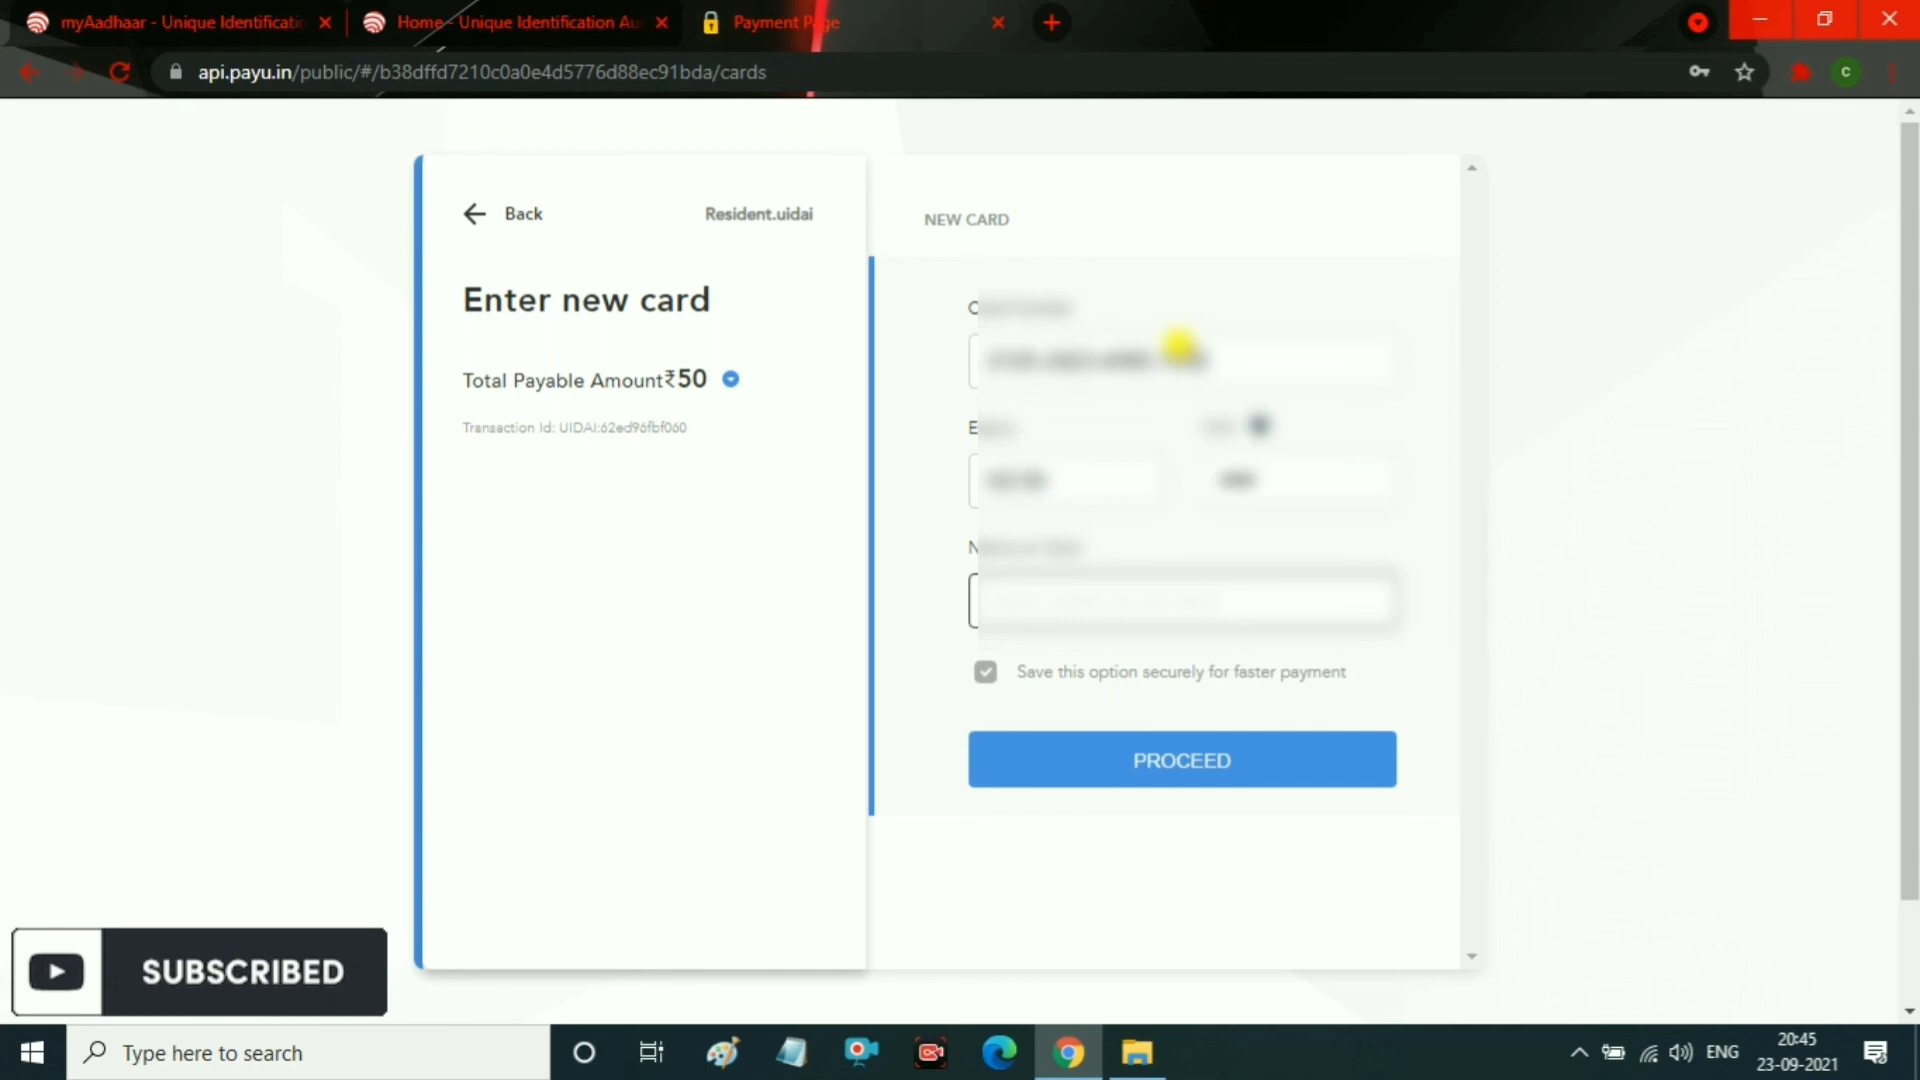 myAadhaar - Unique Identificatic
Home - Unique Identification Au
Payment Page
api.payu.in/public/#/b38dffd7210c0a0e4d5776d88ec91bda/cards
C
Back
Resident.uidai
NEW CARD
Enter new card
Total Payable Amount₹50
Transaction Id: UIDAI:62ed96fbf060
Save this option securely for faster payment
PROCEED
SUBSCRIBED
Type here to search
ENG
20:45
23-09-2021